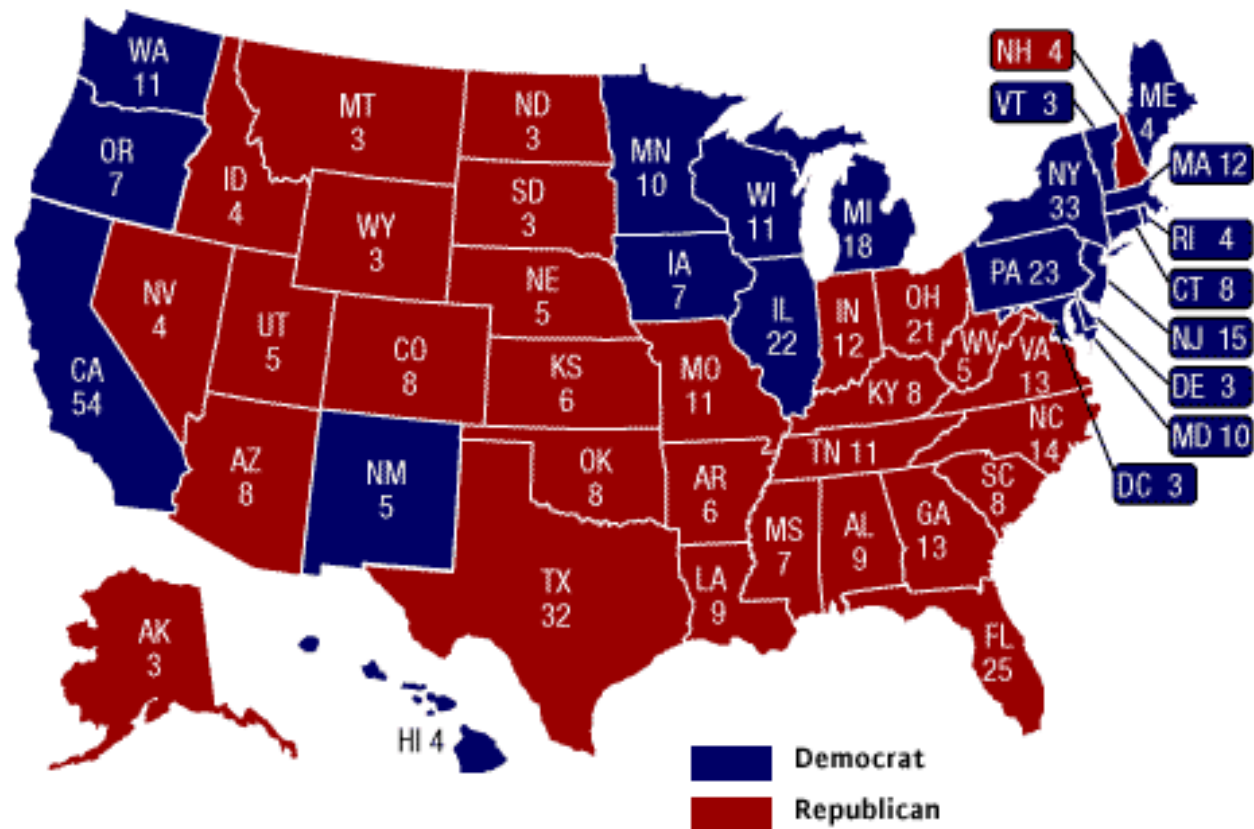 WA
11
OR
7
CA
54
ID
4
NV
4
MT
3
WY
3
UT
5
CO
8
AZ
8
NM
5
ND
3
SD
3
NE
5
KS
6
OK
8
TX
32
MN
10
IA
7
MO
11
AR
6
LA
9
WI
11
IL
22
MI
18
IN
12
OH
21
KY 8
TN 11
MS
7
AL
9
GA
13
FL
25
SC
8
NC
14
VA
13
WV
5
PA 23
NY
33
ME
4
NH 4
VT 3
MA 12
RI 4
CT 8
NJ 15
DE 3
MD 10
DC 3
AK
3
HI 4
Democrat
Republican